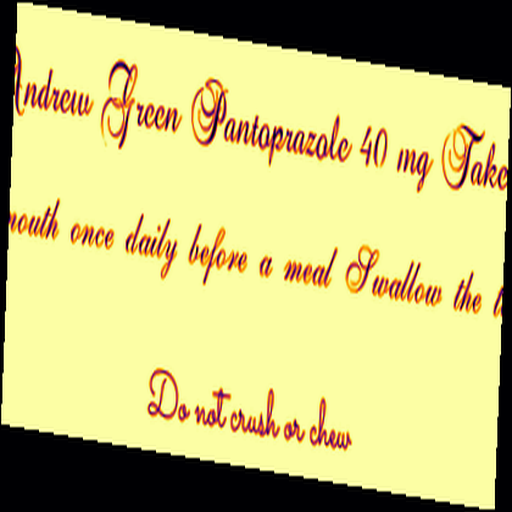 Andrew Green Pantoprazole 40 mg Take
mouth once daily before a meal Swallow the
Do not crush or chew